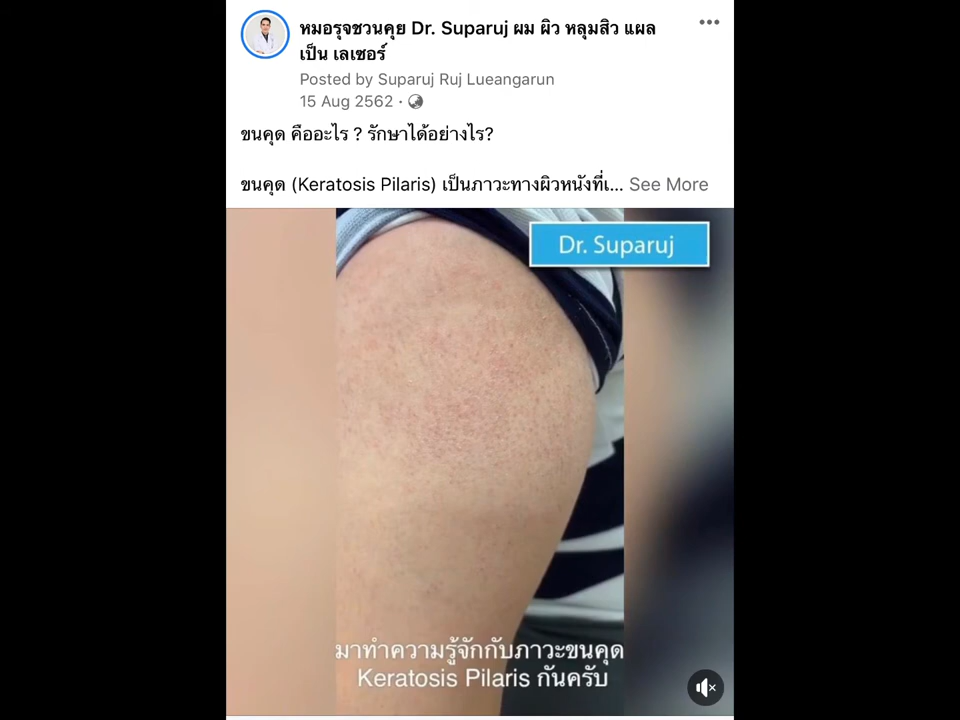 หมอรุจชวนคุย Dr. Suparuj ผม ผิว หลุมสิว แผล
เป็น เลเซอร์
Posted by Suparuj Ruj Lueangarun
15 Aug 2562 ·
ขนคุด คืออะไร ? รักษาได้อย่างไร?
ขนคุด (Keratosis Pilaris) เป็นภาวะทางผิวหนังที่เ... See More
Dr. Suparuj
มาทำความรู้จักกับภาวะขนคุด
Keratosis Pilaris กันครับ